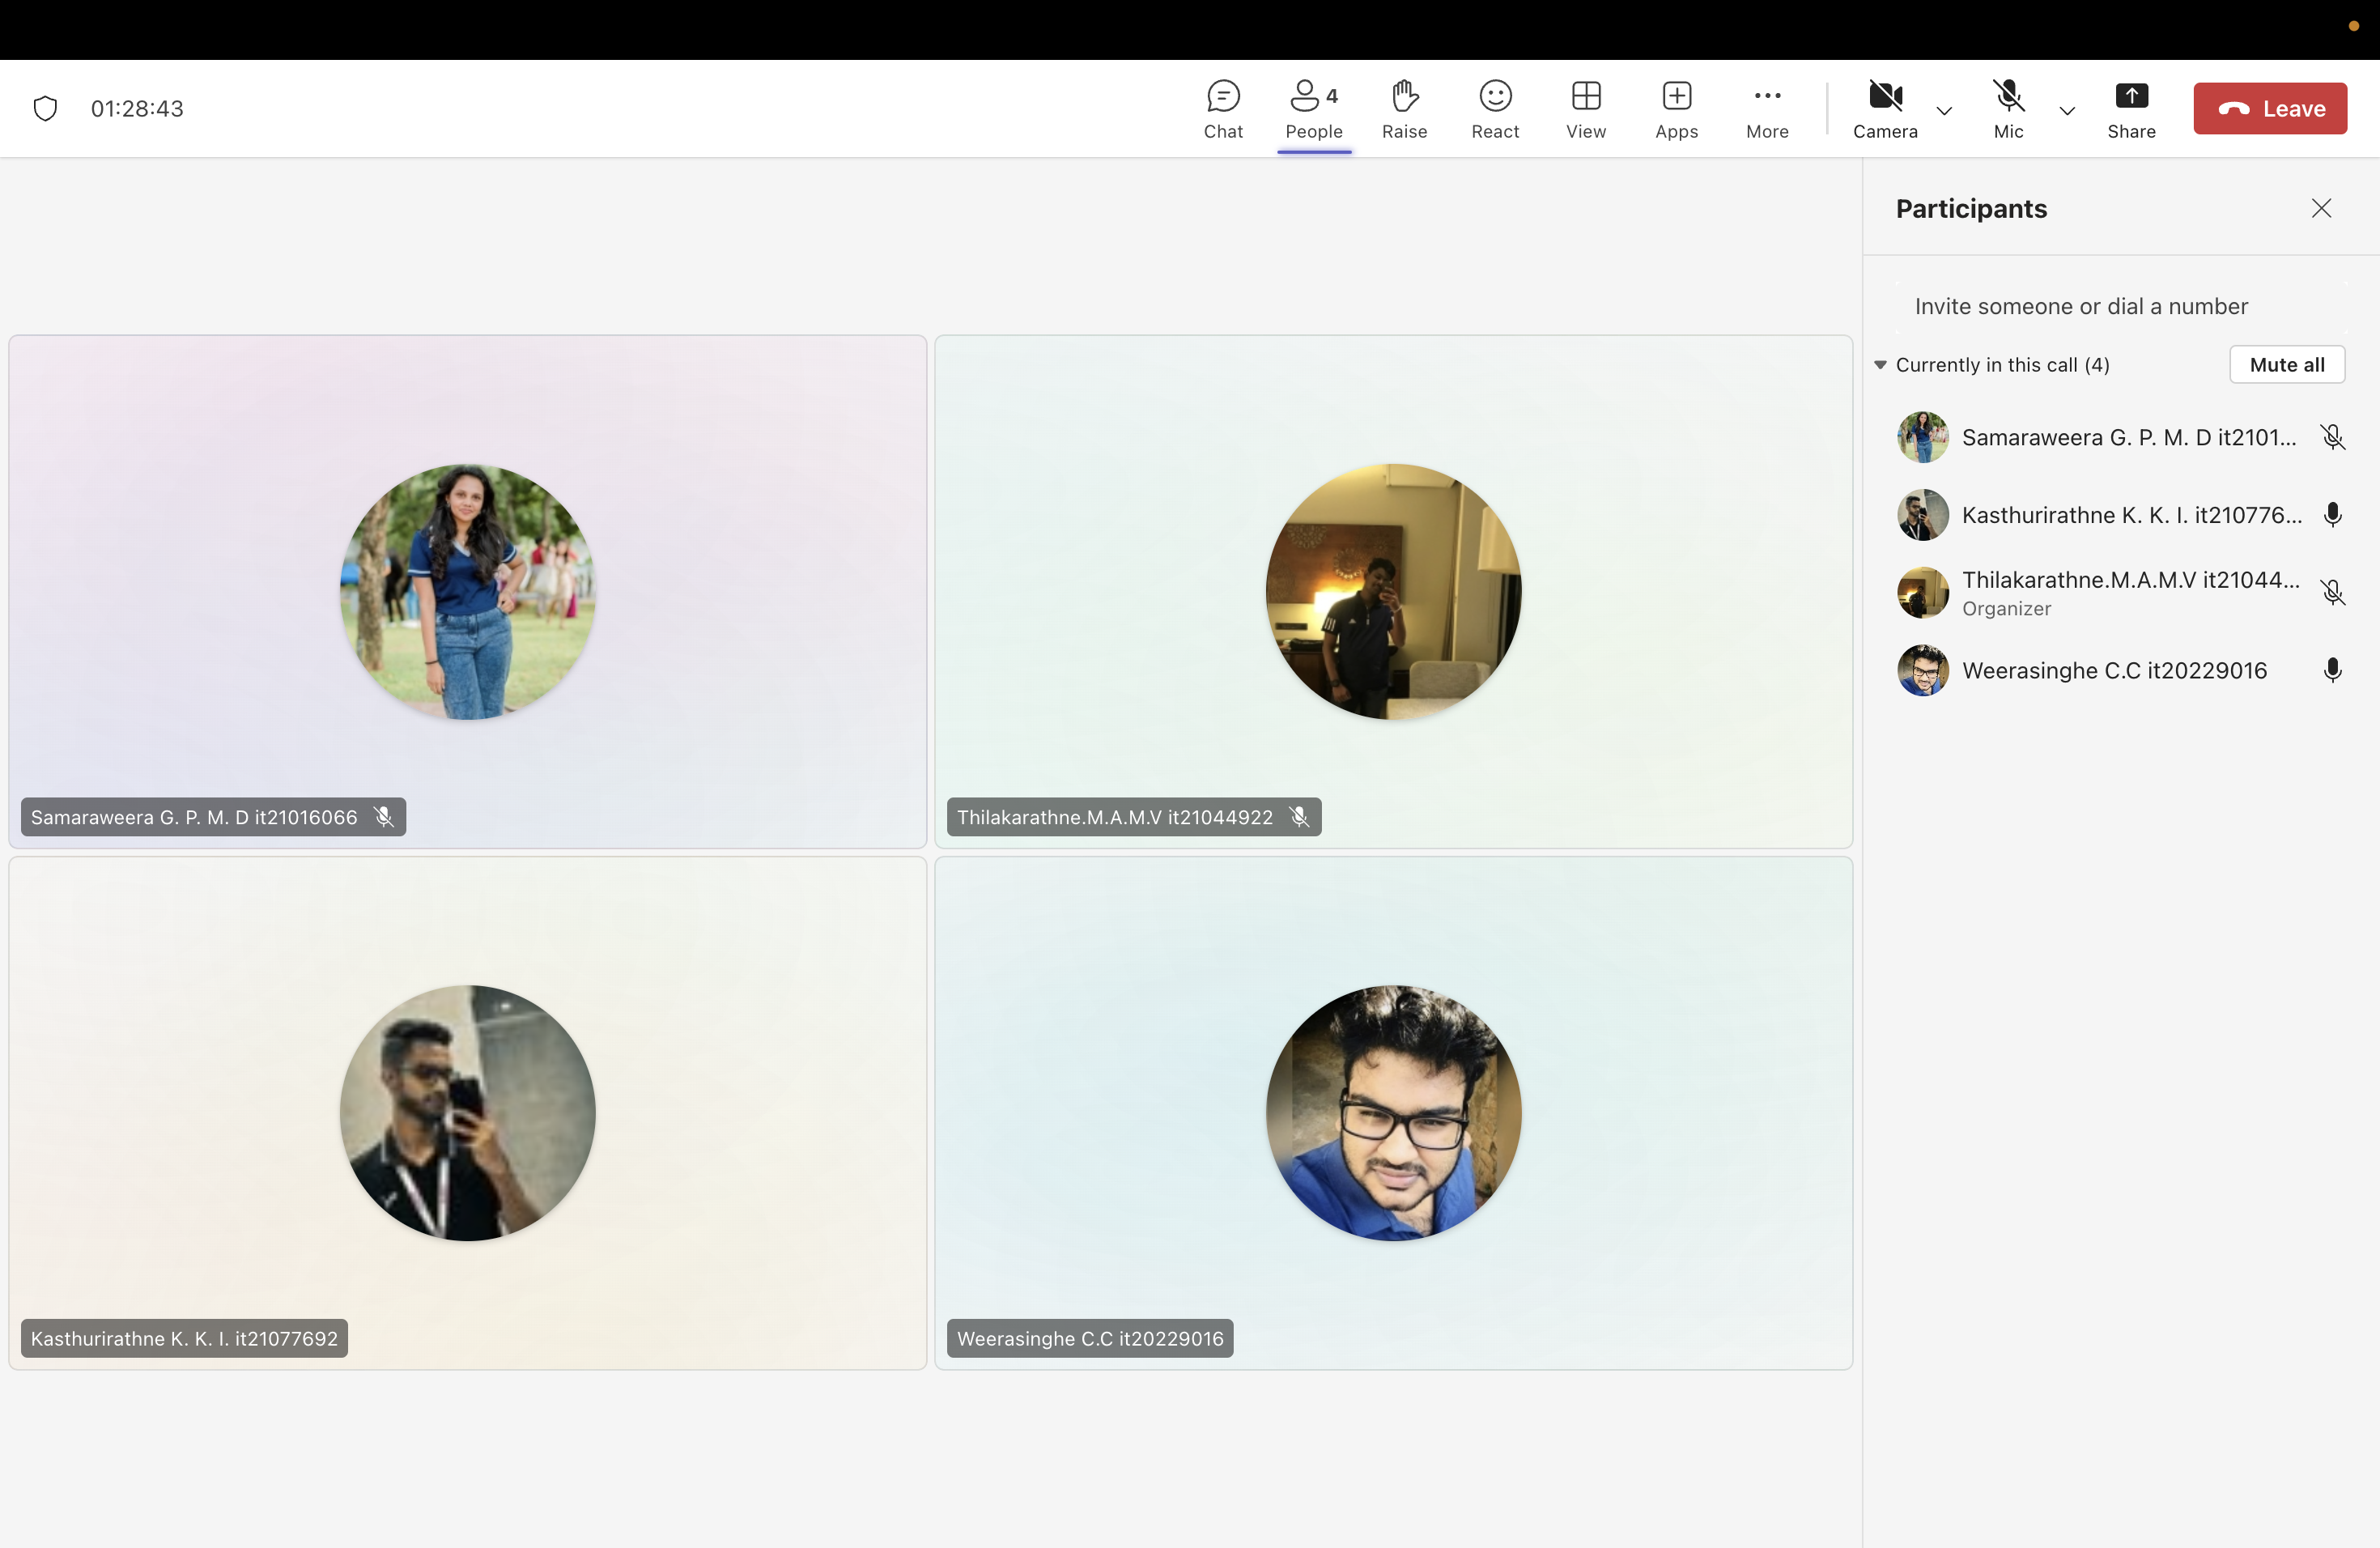 01:28:43
Chat
4
People
Raise
React
View
Apps
More
Camera
Mic
Share
Leave
Participants
Invite someone or dial a number
Currently in this call (4)
Mute all
Samaraweera G. P. M. D it2101...
Kasthurirathne K. K. I. it210776...
Thilakarathne.M.A.M.V it21044...
Organizer
Weerasinghe C.C it20229016
Samaraweera G. P. M. D it21016066
Thilakarathne.M.A.M.V it21044922
Kasthurirathne K. K. I. it21077692
Weerasinghe C.C it20229016